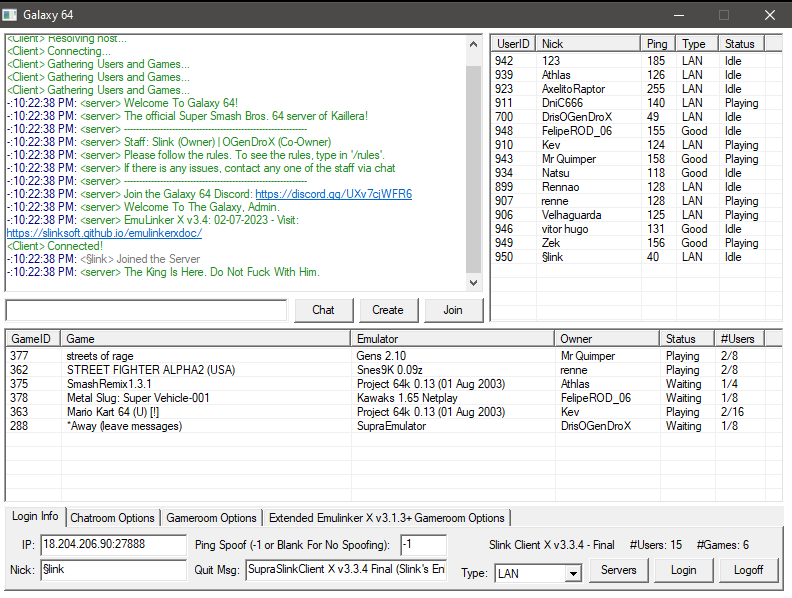 Galaxy 64
<Client> Resolving host...
<Client> Connecting...
<Client> Gathering Users and Games...
<Client> Gathering Users and Games...
<Client> Gathering Users and Games...
-:10:22:38 PM: <server> Welcome To Galaxy 64!
-:10:22:38 PM: <server> The official Super Smash Bros. 64 server of Kaillera!
-:10:22:38 PM: <server> ------------------------------------------------------------
-:10:22:38 PM: <server> Staff: Slink (Owner) | OGenDroX (Co-Owner)
-:10:22:38 PM: <server> Please follow the rules. To see the rules, type in '/rules'.
-:10:22:38 PM: <server> If there is any issues, contact any one of the staff via chat
-:10:22:38 PM: <server> ------------------------------------------------------------
-:10:22:38 PM: <server> Join the Galaxy 64 Discord: https://discord.gg/UXv7cjWFR6
-:10:22:38 PM: <server> Welcome To The Galaxy, Admin.
-:10:22:38 PM: <server> EmuLinker X v3.4: 02-07-2023 - Visit:
https://slinksoft.github.io/emulinkerxdoc/
<Client> Connected!
-:10:22:38 PM: <§link> Joined the Server
-:10:22:38 PM: <server> The King Is Here. Do Not Fuck With Him.
UserID Nick Ping Type Status
942 123 185 LAN Idle
939 Athlas 126 LAN Idle
923 AxelitoRaptor 255 LAN Idle
911 DniC666 140 LAN Playing
700 DrisOGenDroX 49 LAN Idle
948 FelipeROD_06 155 Good Idle
910 Kev 124 LAN Playing
943 Mr Quimper 158 Good Playing
934 Natsu 118 Good Idle
899 Rennao 128 LAN Idle
907 renne 128 LAN Playing
906 Velhaguarda 125 LAN Playing
946 vitor hugo 131 Good Idle
949 Zek 156 Good Playing
950 §link 40 LAN Idle
Chat Create Join
GameID Game Emulator Owner Status #Users
377 streets of rage Gens 2.10 Mr Quimper Playing 2/8
362 STREET FIGHTER ALPHA2 (USA) Snes9K 0.09z renne Playing 2/8
375 SmashRemix1.3.1 Project 64k 0.13 (01 Aug 2003) Athlas Waiting 1/4
378 Metal Slug: Super Vehicle-001 Kawaks 1.65 Netplay FelipeROD_06 Waiting 1/8
363 Mario Kart 64 (U) [!] Project 64k 0.13 (01 Aug 2003) Kev Playing 2/16
288 *Away (leave messages) SupraEmulator DrisOGenDroX Waiting 1/8
Login Info Chatroom Options Gameroom Options Extended Emulinker X v3.1.3+ Gameroom Options
IP: 18.204.206.90:27888 Ping Spoof (-1 or Blank For No Spoofing): -1 Slink Client X v3.3.4 - Final #Users: 15 #Games: 6
Nick: §link Quit Msg: SupraSlinkClient X v3.3.4 Final (Slink's En Type: LAN Servers Login Logoff